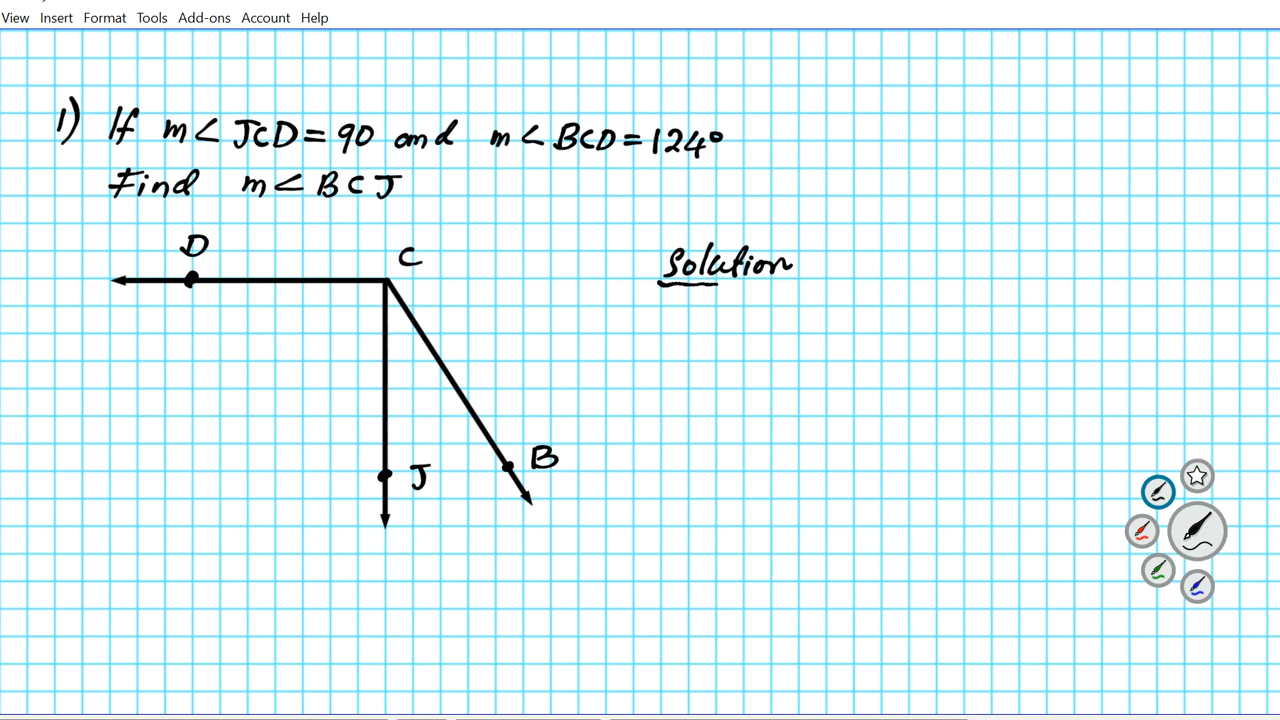 View Insert Format Tools Add-ons Account Help
1) If m< JCD=90 and m< BCD=124°
Find m< BCJ
D
C
Solution
B
J